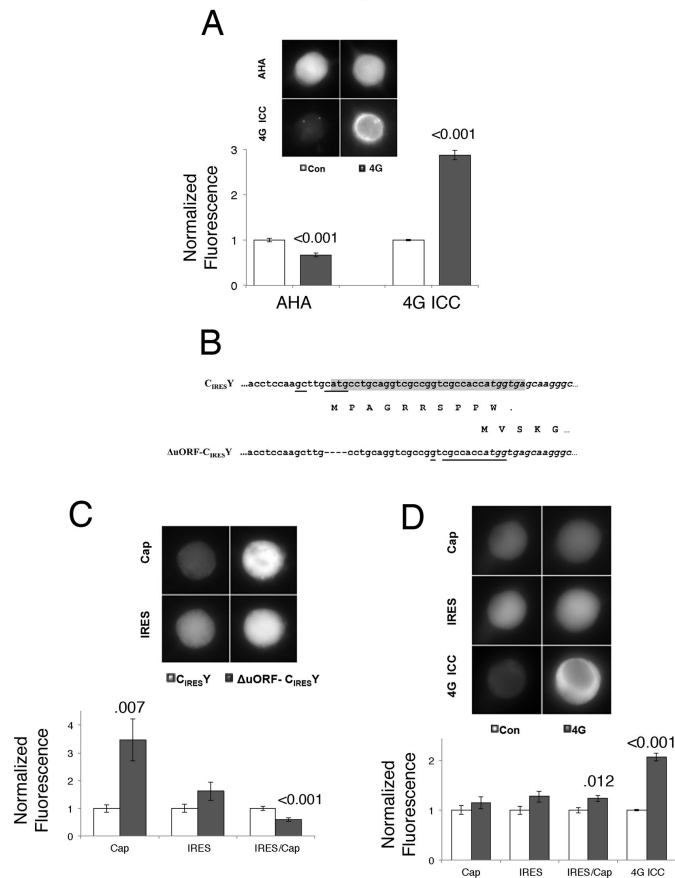 A
AHA
4G ICC
Con 4G
Normalized
Fluorescence
3
2
1
0
<0.001
<0.001
AHA 4G ICC
B
CIRESY …acctccaagcttgcatgcctgcaggtcgccggtcgccaccatggtgagcaagggc…
M P A G R R S P P W .
M V S K G…
ΔuORF-CIRESY …acctccaagcttg----cctgcaggtcgccggtcgccaccatggtgagcaagggc…
C
Cap
IRES
CIRESY ΔuORF- CIRESY
Normalized
Fluorescence
4
3
2
1
0
.007
<0.001
Cap IRES IRES/Cap
D
Cap
IRES
4G ICC
Con 4G
Normalized
Fluorescence
2
1
0
.012
<0.001
Cap IRES IRES/Cap 4G ICC